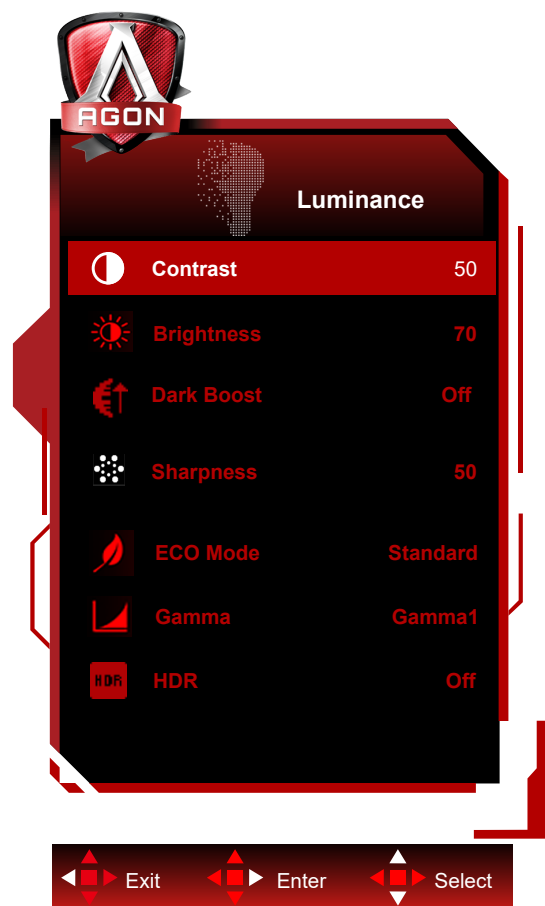 AGON
Luminance
Contrast 50
Brightness 70
Dark Boost Off
Sharpness 50
ECO Mode Standard
Gamma Gamma1
HDR HDR Off
Exit Enter Select